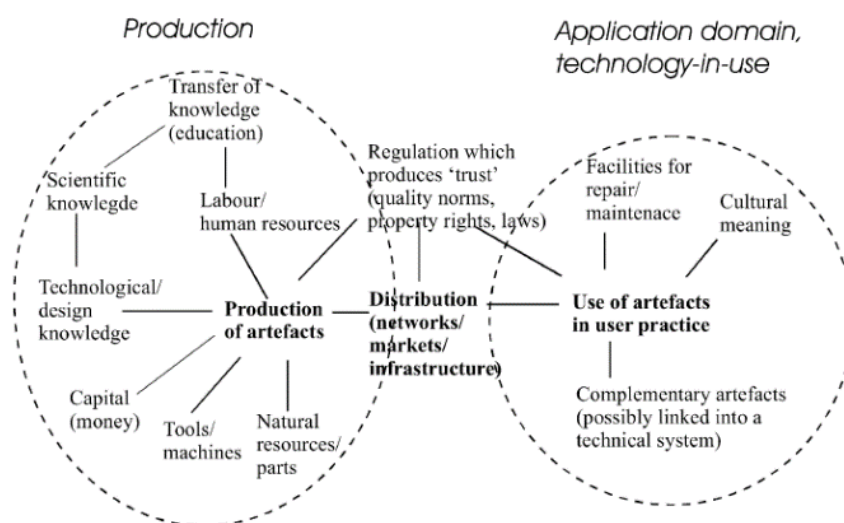 Production
Application domain,
technology-in-use
Transfer of
knowledge
(education)
Scientific
knowlegde
Labour/
human resources
Technological/
design
knowledge
Production
of artefacts
Capital
(money)
Tools/
machines
Natural
resources/
parts
Regulation which
produces ‘trust’
(quality norms,
property rights, laws)
Distribution
(networks/
markets/
infrastructure)
Facilities for
repair/
maintenace
Cultural
meaning
Use of artefacts
in user practice
Complementary artefacts
(possibly linked into a
technical system)